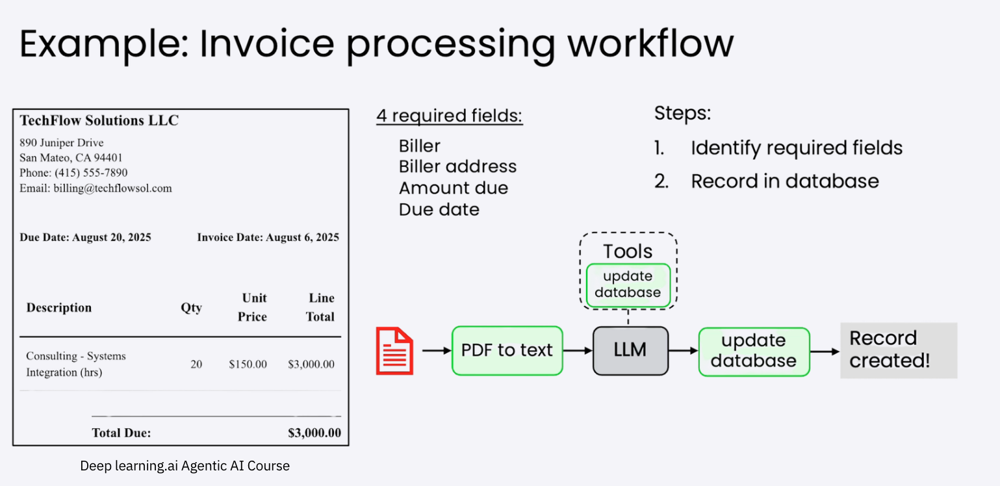 Example: Invoice processing workflow
TechFlow Solutions LLC
890 Juniper Drive
San Mateo, CA 94401
Phone: (415) 555-7890
Email: billing@techflowsol.com
Due Date: August 20, 2025 Invoice Date: August 6, 2025
Description Qty Unit Price Line Total
Consulting - Systems Integration (hrs) 20 $150.00 $3,000.00
Total Due: $3,000.00
Deep learning.ai Agentic AI Course
4 required fields:
Biller
Biller address
Amount due
Due date
Steps:
1. Identify required fields
2. Record in database
Tools
update
database
PDF to text
LLM
update
database
Record
created!